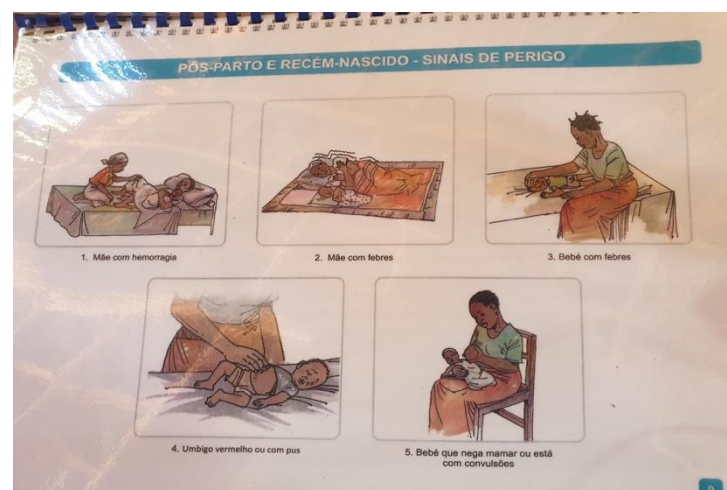 PÓS-PARTO E RECÉM-NASCIDO - SINAIS DE PERIGO
1. Mãe com hemorragia
2. Mãe com febres
3. Bebé com febres
4. Umbigo vermelho ou com pus
5. Bebé que nega mamar ou está
com convulsões
9